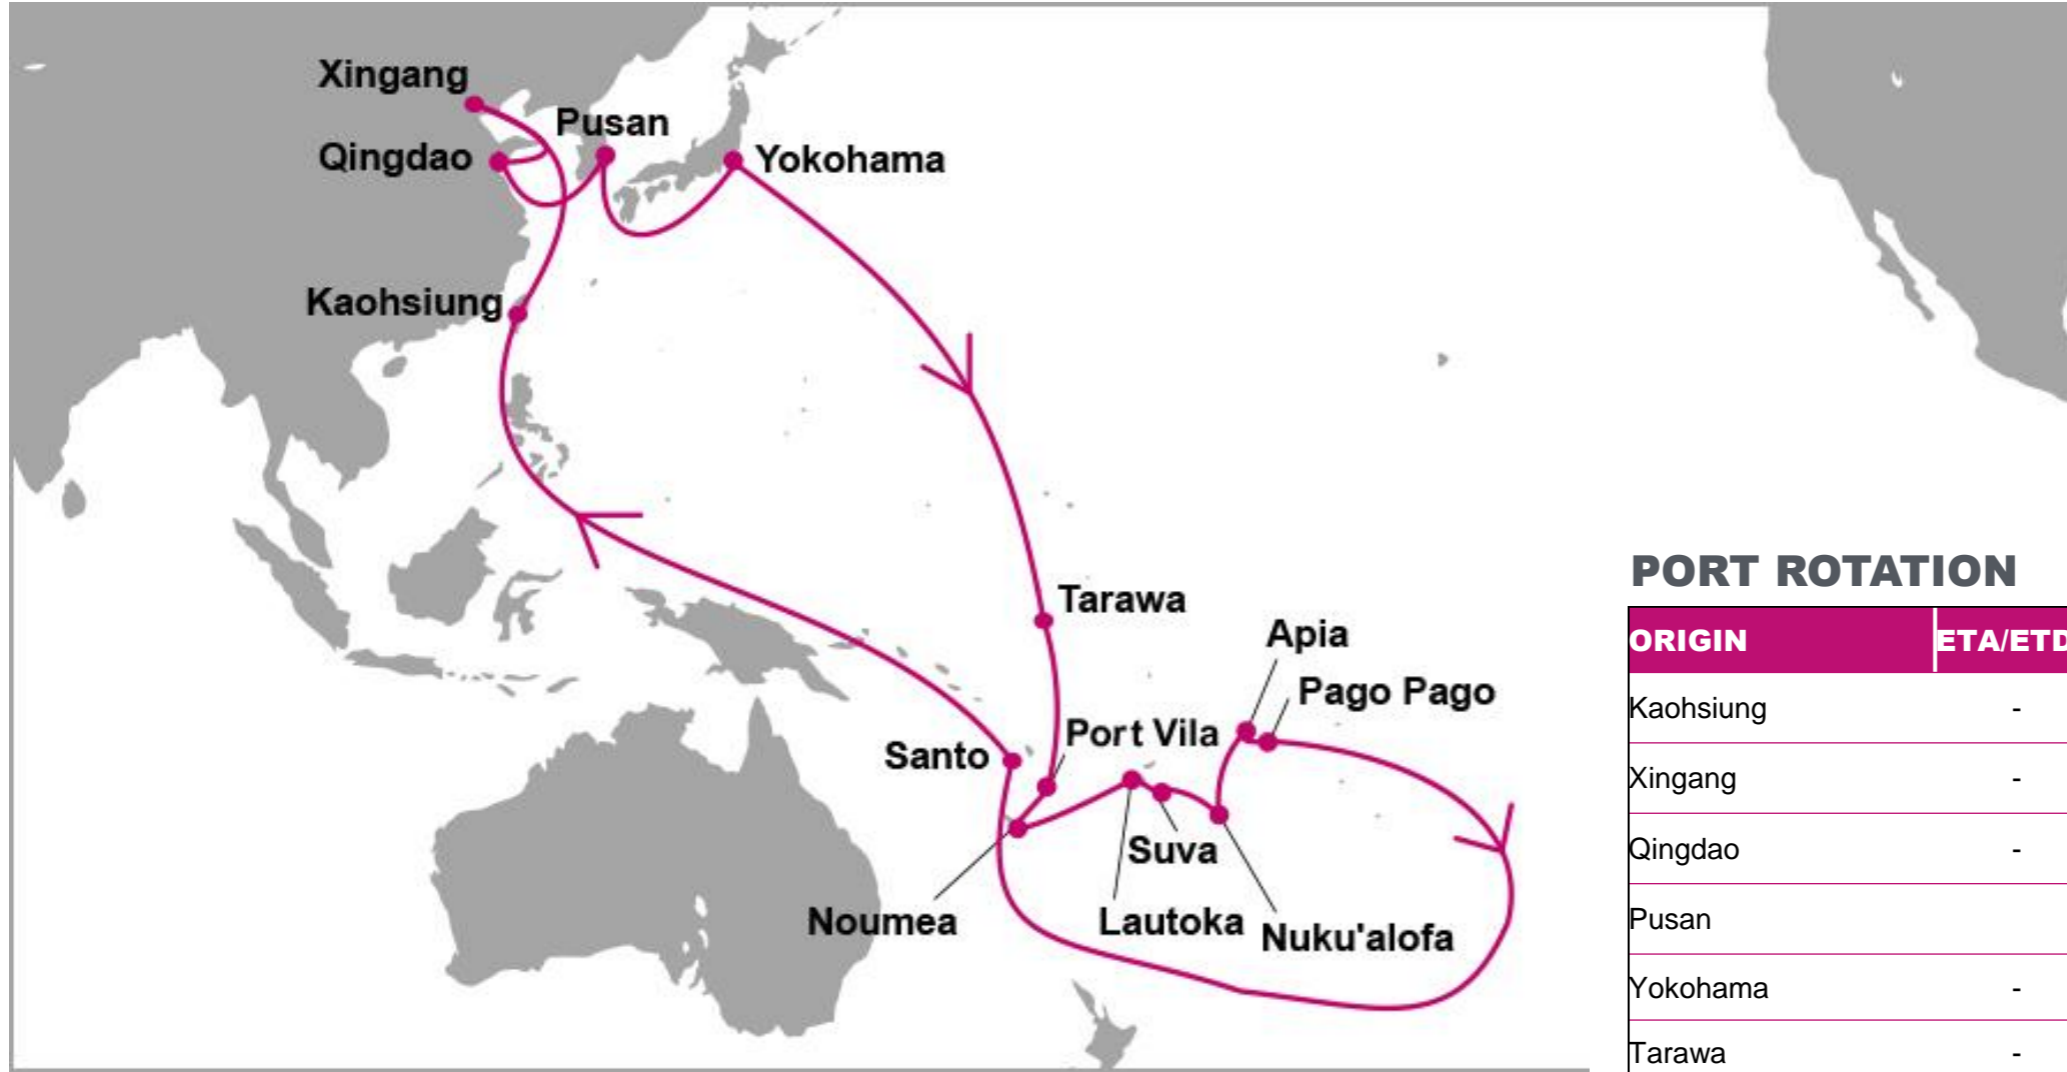 Xingang
Pusan
Qingdao
Yokohama
Kaohsiung
Tarawa
Apia
Pago Pago
Port Vila
Santo
Suva
Noumea
Lautoka
Nuku'alofa
PORT ROTATION
ORIGIN ETA/ETD
Kaohsiung -
Xingang -
Qingdao -
Pusan
Yokohama -
Tarawa -